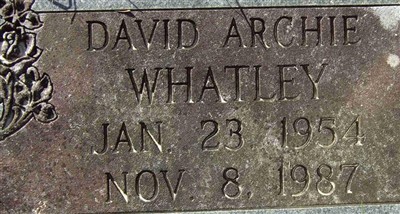 DAVID ARCHIE
WHATLEY
JAN. 23, 1954
NOV. 8, 1987